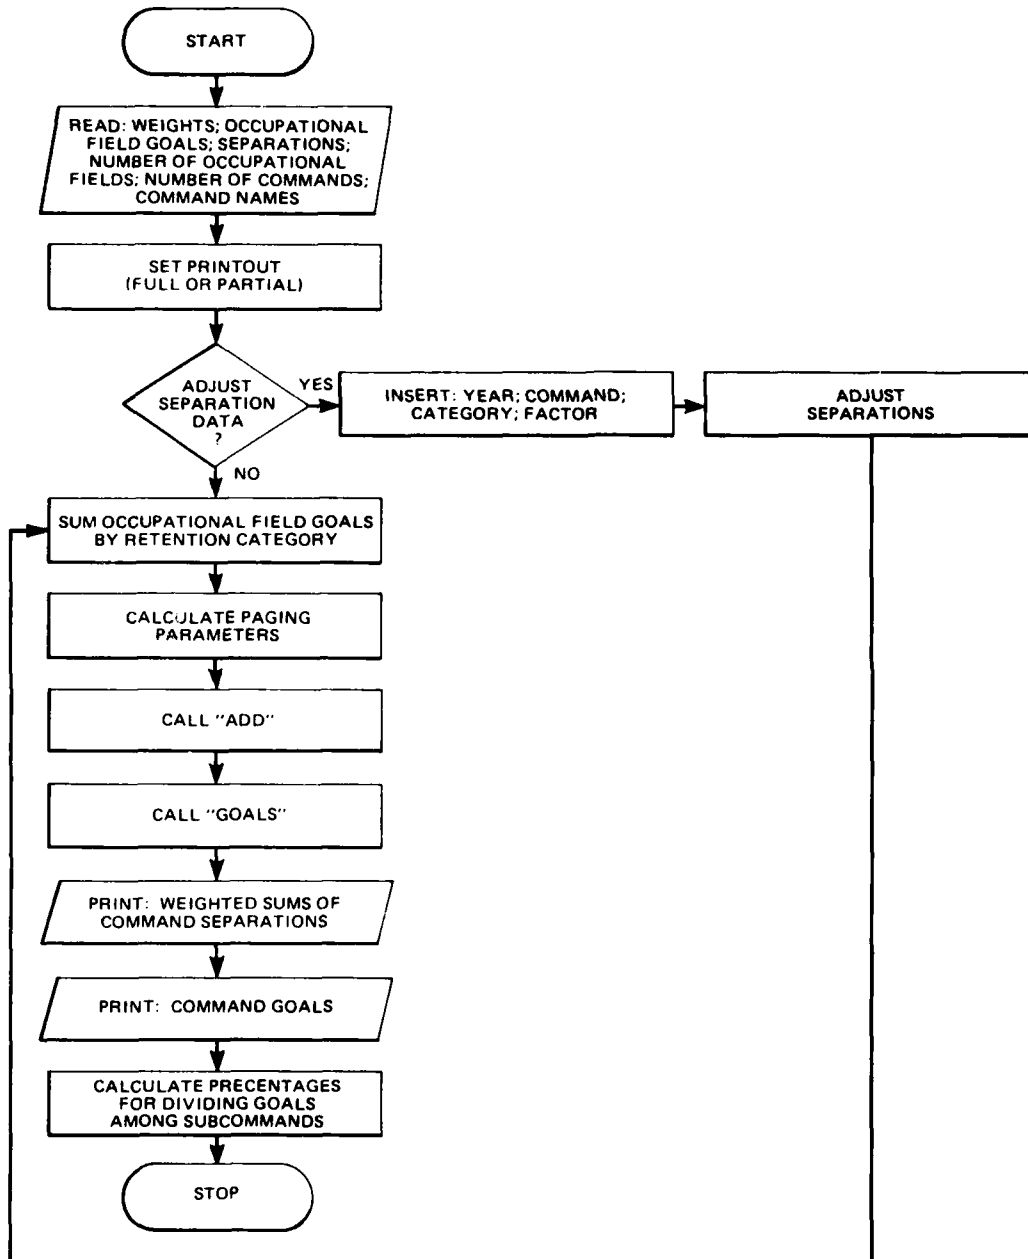 START
READ: WEIGHTS; OCCUPATIONAL
FIELD GOALS; SEPARATIONS;
NUMBER OF OCCUPATIONAL
FIELDS; NUMBER OF COMMANDS;
COMMAND NAMES
SET PRINTOUT
(FULL OR PARTIAL)
ADJUST
SEPARATION
DATA
?
YES
INSERT: YEAR; COMMAND;
CATEGORY; FACTOR
ADJUST
SEPARATIONS
NO
SUM OCCUPATIONAL FIELD GOALS
BY RETENTION CATEGORY
CALCULATE PAGING
PARAMETERS
CALL "ADD"
CALL "GOALS"
PRINT: WEIGHTED SUMS OF
COMMAND SEPARATIONS
PRINT: COMMAND GOALS
CALCULATE PRECENTAGES
FOR DIVIDING GOALS
AMONG SUBCOMMANDS
STOP